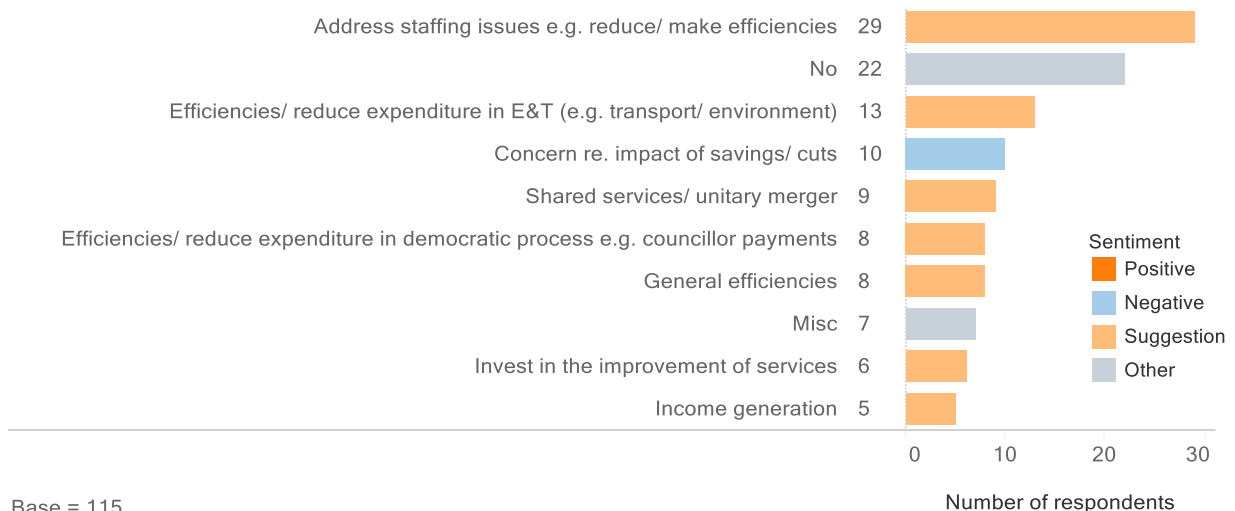 Address staffing issues e.g. reduce/ make efficiencies 29
No 22
Efficiencies/ reduce expenditure in E&T (e.g. transport/ environment) 13
Concern re. impact of savings/ cuts 10
Shared services/ unitary merger 9
Efficiencies/ reduce expenditure in democratic process e.g. councillor payments 8
General efficiencies 8
Misc 7
Invest in the improvement of services 6
Income generation 5
Sentiment
Positive
Negative
Suggestion
Other
0 10 20 30
Number of respondents
Base = 115